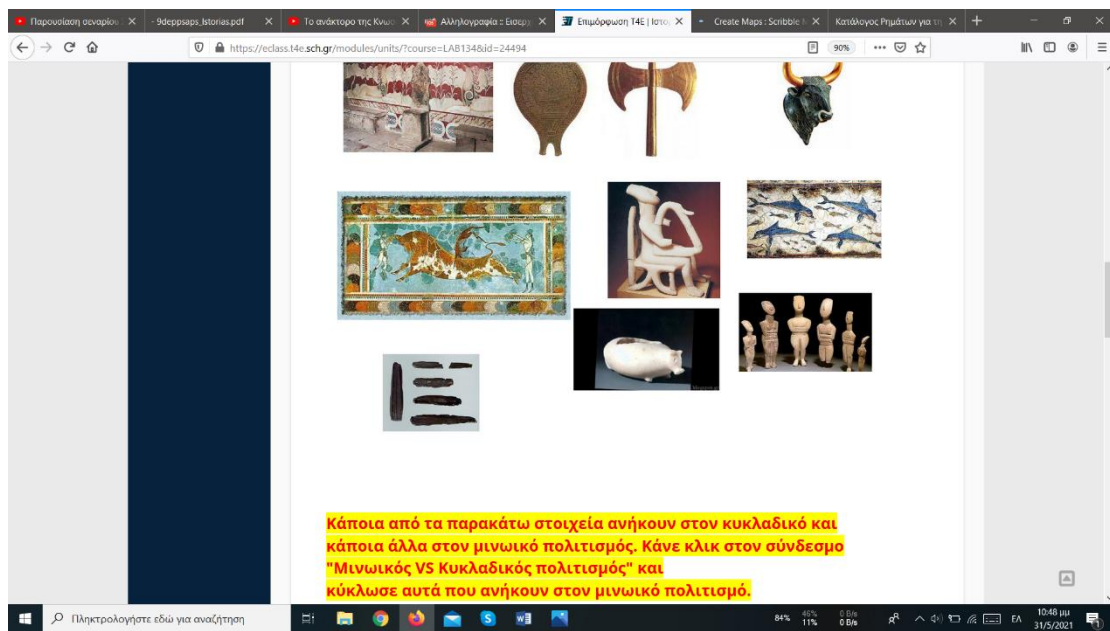 Παρουσίαση σεναρίου
- 9deppsaps_Istorias.pdf
Το ανάκτορο της Κνωσ
Αλληλογραφία :: Εισερχ
Επιμόρφωση T4E | Ιστο
Create Maps : Scribble M
Κατάλογος Ρημάτων για τη
https://eclass.t4e.sch.gr/modules/units/?course=LAB134&id=24494
90%
Κάποια από τα παρακάτω στοιχεία ανήκουν στον κυκλαδικό και
κάποια άλλα στον μινωικό πολιτισμός. Κάνε κλικ στον σύνδεσμο
"Μινωικός VS Κυκλαδικός πολιτισμός" και
κύκλωσε αυτά που ανήκουν στον μινωικό πολιτισμό.
Πληκτρολογήστε εδώ για αναζήτηση
84%
46%
11%
0 B/s
0 B/s
ΕΛ
10:48 μμ
31/5/2021